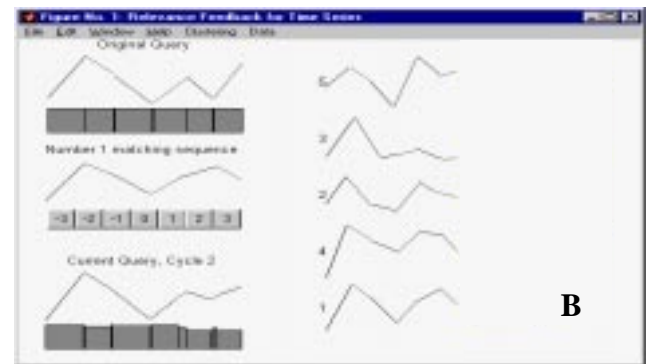 Figure No. 1: Relevance Feedback for Time Series
File Edit Window Help Clustering Data
Original Query
Number 1 matching sequence
-3 -2 -1 0 1 2 3
Current Query, Cycle 2
5
3
2
4
1
B